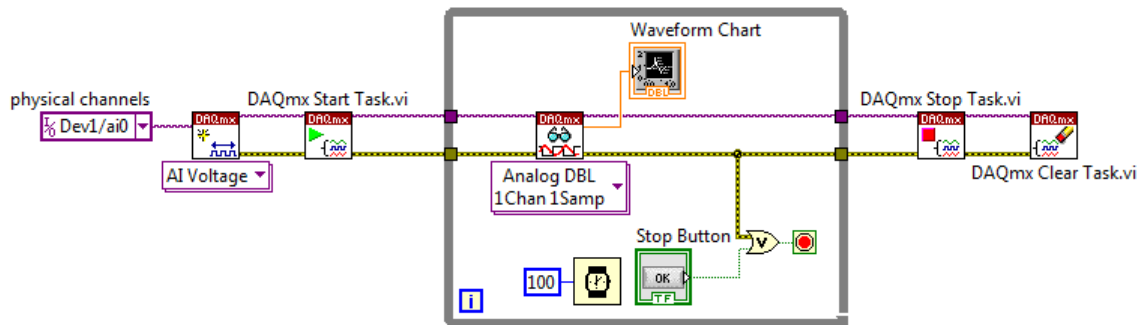 Waveform Chart
DBL
physical channels
I/O Dev1/ai0
DAQmx Start Task.vi
DAQmx Stop Task.vi
DAQmx
DAQmx
DAQmx
DAQmx
DAQmx
AI Voltage
Analog DBL
1Chan 1Samp
DAQmx Clear Task.vi
Stop Button
V
OK
TF
100
i